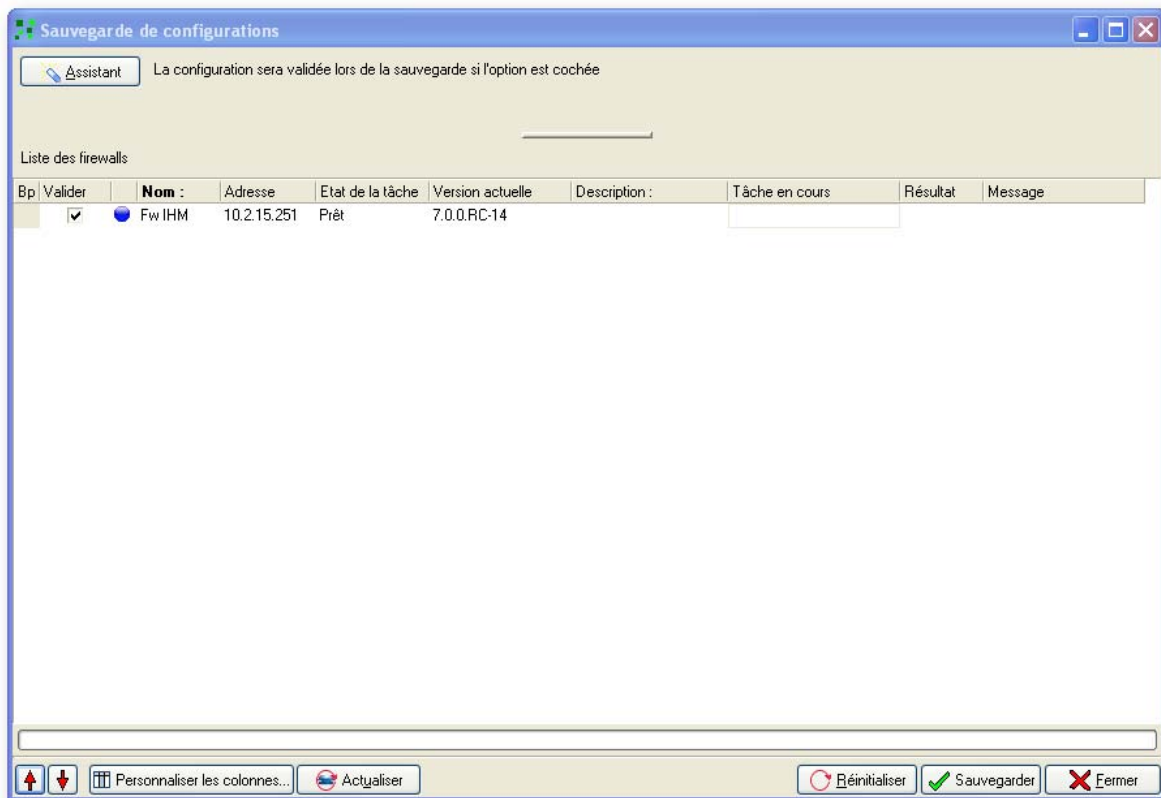 Sauvegarde de configurations
Assistant
La configuration sera validée lors de la sauvegarde si l'option est cochée
Liste des firewalls
Bp Valider Nom : Adresse Etat de la tâche Version actuelle Description : Tâche en cours Résultat Message
Fw IHM 10.2.15.251 Prêt 7.0.0.RC-14
Personnaliser les colonnes... Actualiser Réinitialiser Sauvegarder Fermer